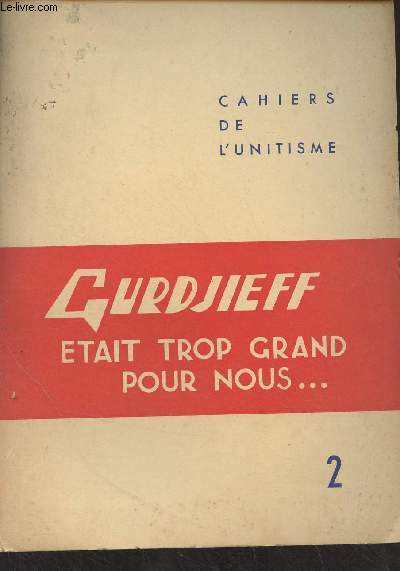 Le-livre.com
CAHIERS
DE
L'UNITISME
GURDJIEFF
ETAIT TROP GRAND
POUR NOUS...
2